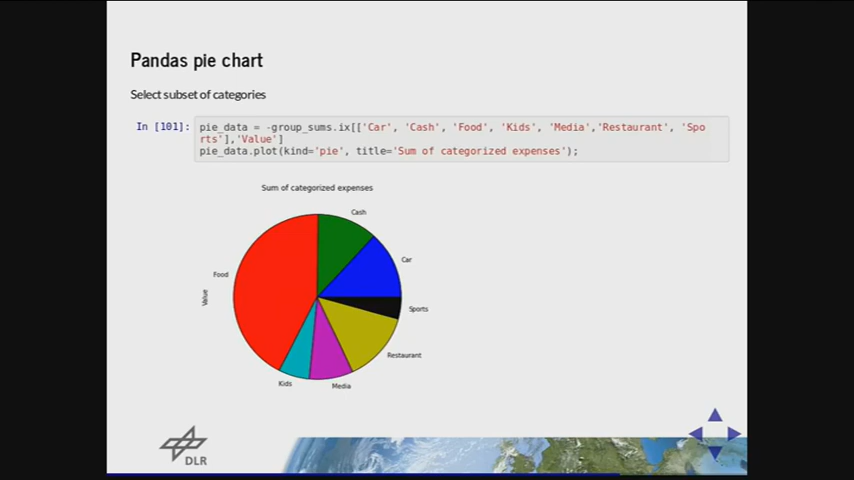 Pandas pie chart
Select subset of categories
In [101]: pie_data = -group_sums.ix[['Car', 'Cash', 'Food', 'Kids', 'Media','Restaurant', 'Spo
rts'],'Value']
pie_data.plot(kind='pie', title='Sum of categorized expenses');
Sum of categorized expenses
Cash
Car
Food
Value
Sports
Restaurant
Kids
Media
DLR